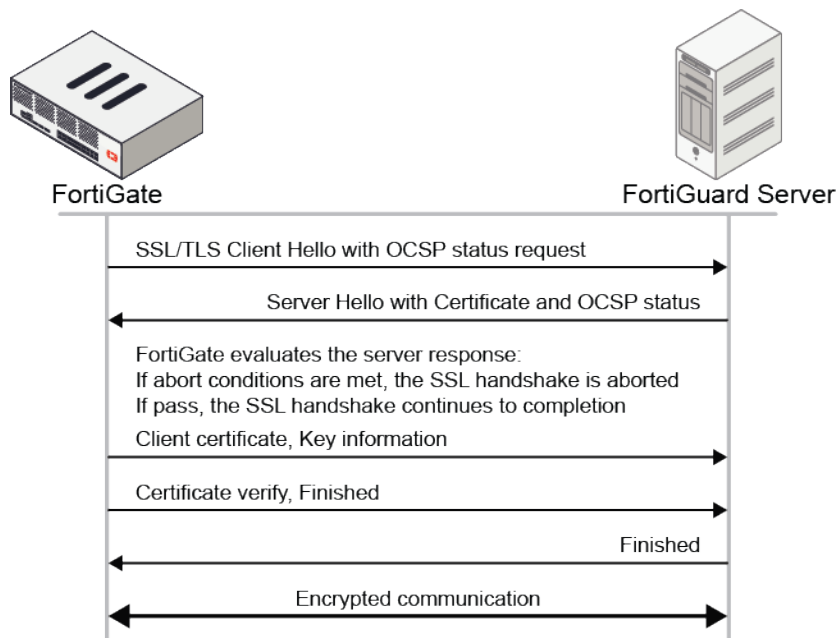 FortiGate
FortiGuard Server
SSL/TLS Client Hello with OCSP status request
Server Hello with Certificate and OCSP status
FortiGate evaluates the server response:
If abort conditions are met, the SSL handshake is aborted
If pass, the SSL handshake continues to completion
Client certificate, Key information
Certificate verify, Finished
Finished
Encrypted communication